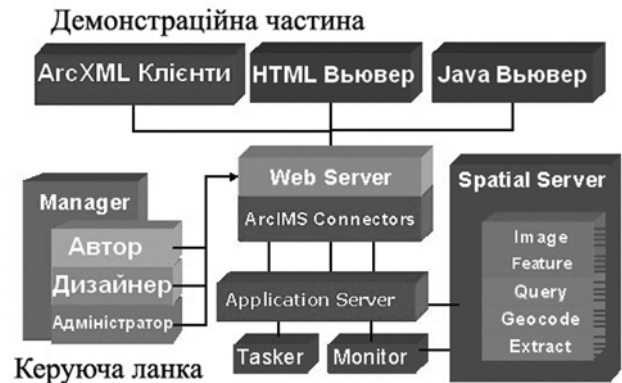 Демонстраційна частина
ArcXML Клієнти
HTML Вьювер
Java Вьювер
Web Server
ArcIMS Connectors
Manager
Автор
Дизайнер
Адміністратор
Spatial Server
Image
Feature
Query
Geocode
Extract
Application Server
Tasker
Monitor
Керуюча ланка